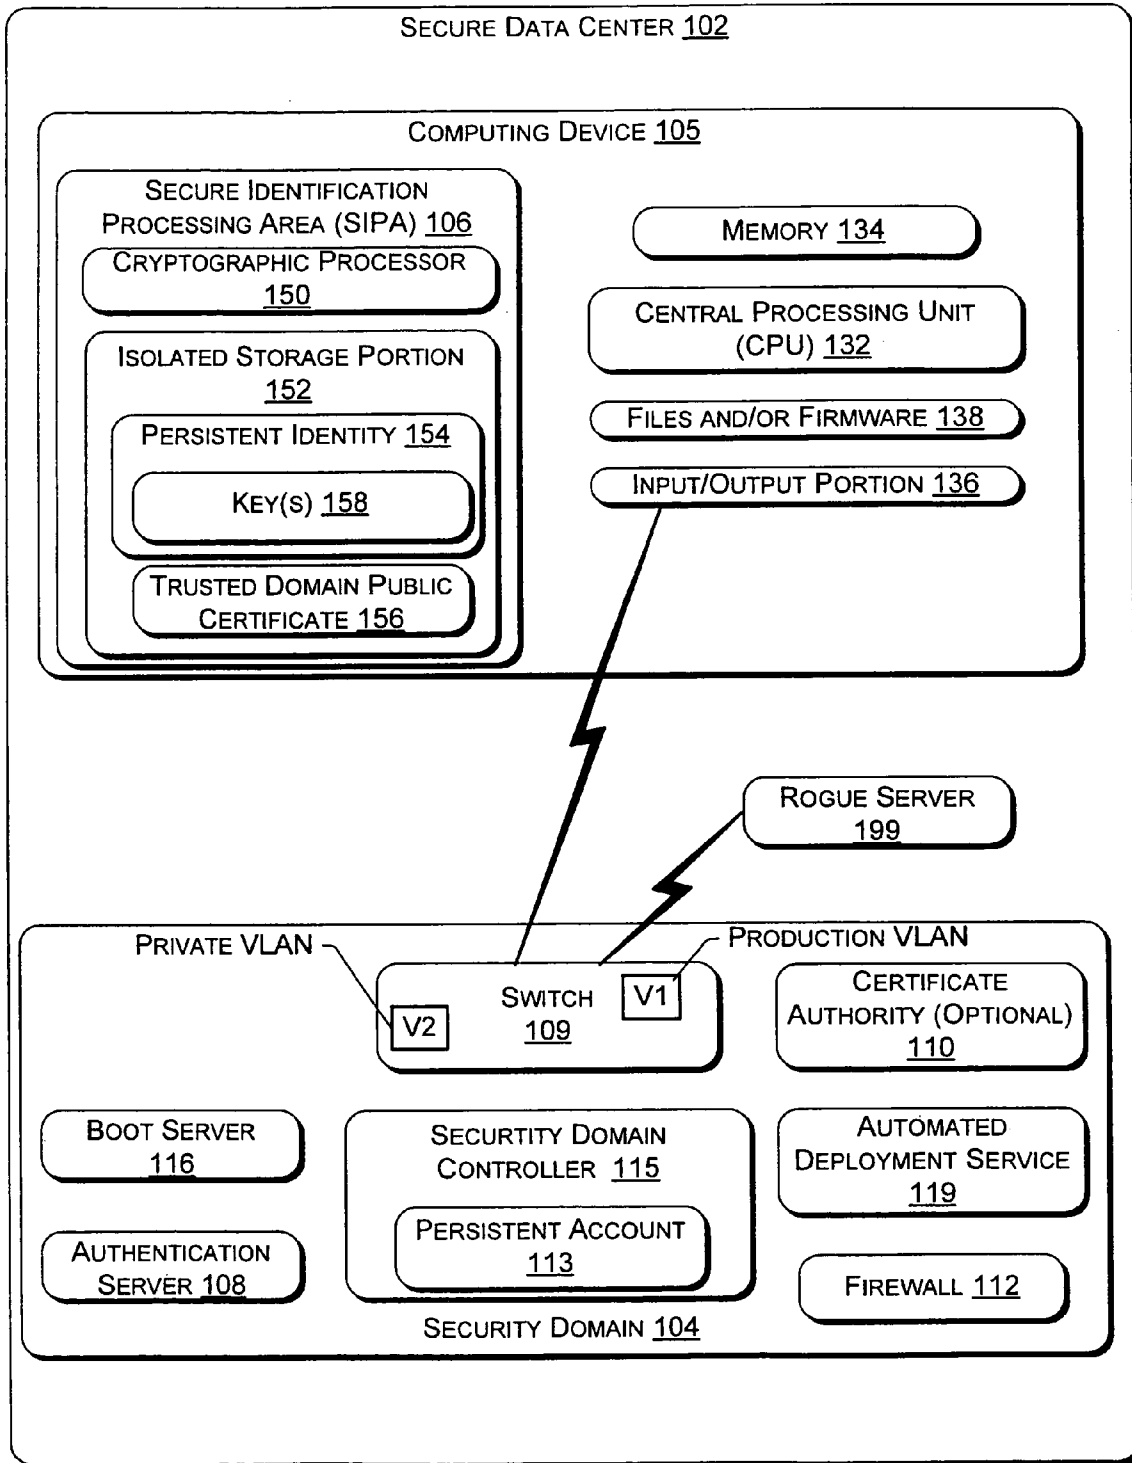 SECURE DATA CENTER 102
COMPUTING DEVICE 105
SECURE IDENTIFICATION
PROCESSING AREA (SIPA) 106
CRYPTOGRAPHIC PROCESSOR
150
ISOLATED STORAGE PORTION
152
PERSISTENT IDENTITY 154
KEY(S) 158
TRUSTED DOMAIN PUBLIC
CERTIFICATE 156
MEMORY 134
CENTRAL PROCESSING UNIT
(CPU) 132
FILES AND/OR FIRMWARE 138
INPUT/OUTPUT PORTION 136
ROGUE SERVER
199
PRIVATE VLAN
PRODUCTION VLAN
SWITCH
109
V1
V2
CERTIFICATE
AUTHORITY (OPTIONAL)
110
BOOT SERVER
116
SECURTITY DOMAIN
CONTROLLER 115
PERSISTENT ACCOUNT
113
AUTOMATED
DEPLOYMENT SERVICE
119
AUTHENTICATION
SERVER 108
FIREWALL 112
SECURITY DOMAIN 104